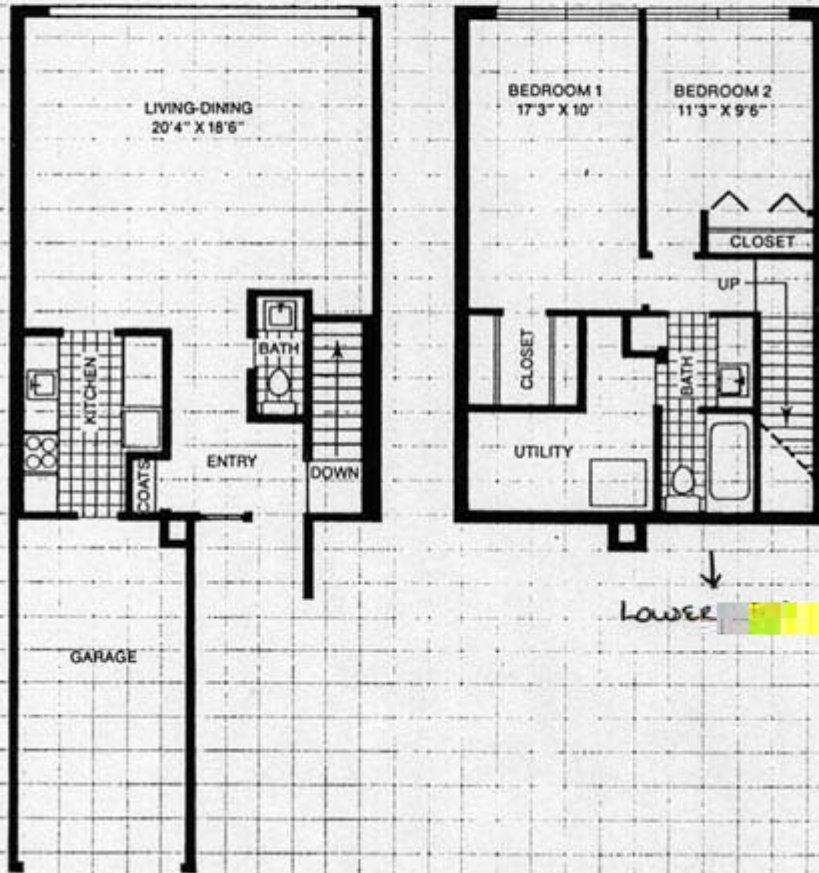 LIVING-DINING
20'4" X 18'6"
BATH
KITCHEN
ENTRY
COATS
DOWN
GARAGE
BEDROOM 1
17'3" X 10'
BEDROOM 2
11'3" X 9'6"
CLOSET
UP
CLOSET
BATH
UTILITY
LOWER